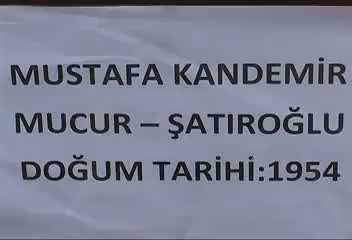 MUSTAFA KANDEMİR
MUCUR – ŞATIROĞLU
DOĞUM TARİHİ:1954